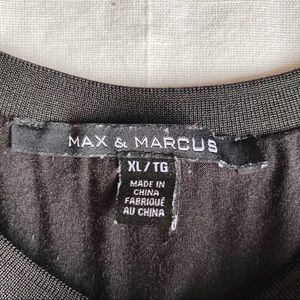 MAX & MARCUS
XL/TG
MADE IN
CHINA
FABRIQUÉ
AU CHINA